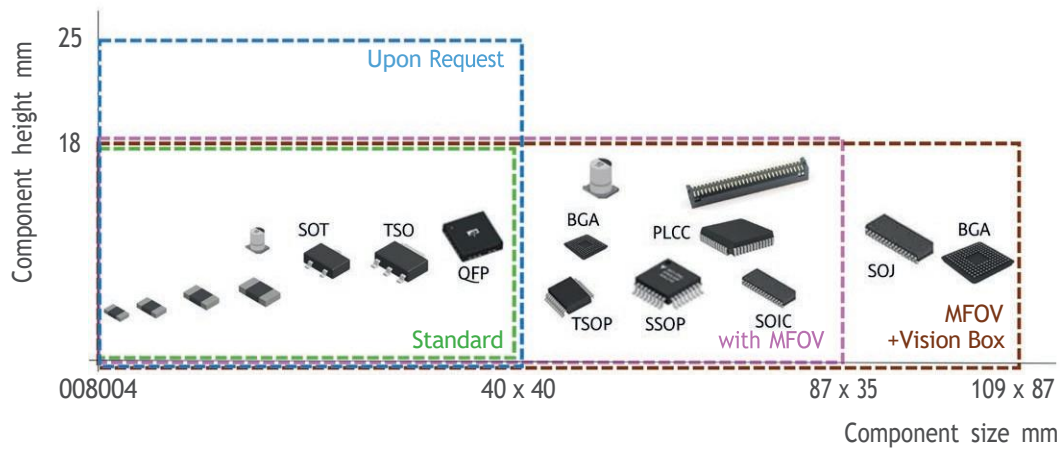 Component height mm
25
Upon Request
18
BGA
SOT
TSO
PLCC
BGA
QFP
SOJ
TSOP
SSOP
SOIC
MFOV
Standard
with MFOV
+Vision Box
008004
40 x 40
87 x 35
109 x 87
Component size mm